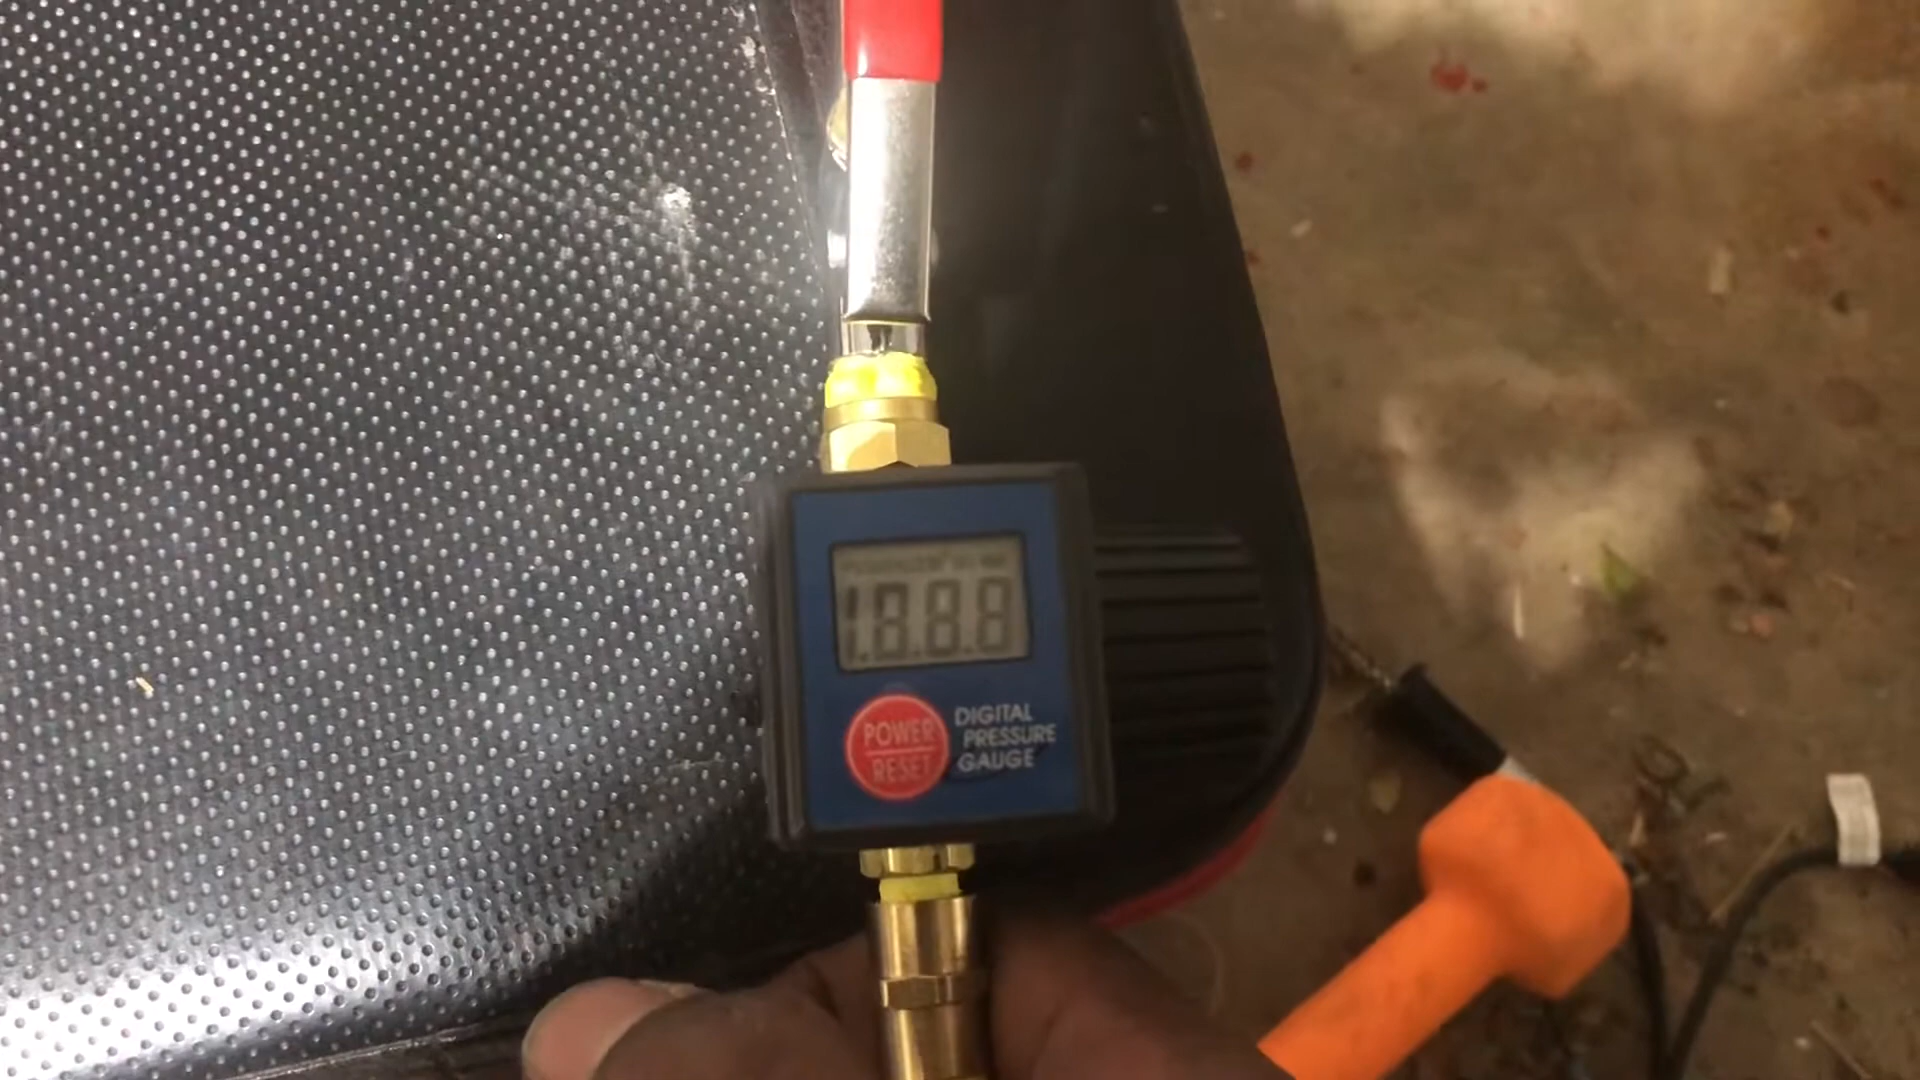 1.8.8.8
POWER
RESET
DIGITAL
PRESSURE
GAUGE